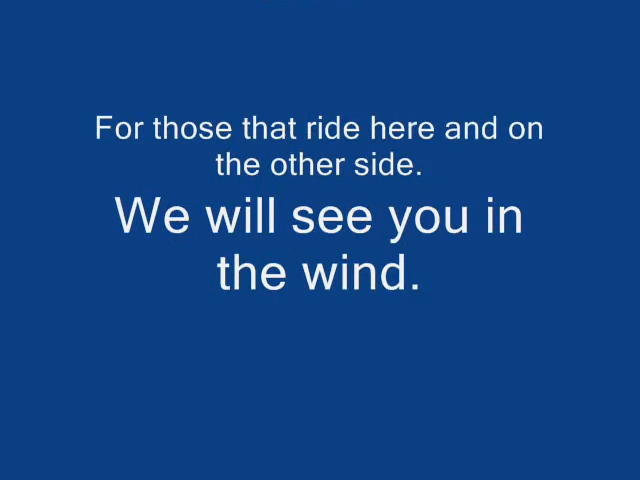 For those that ride here and on
the other side.
We will see you in
the wind.